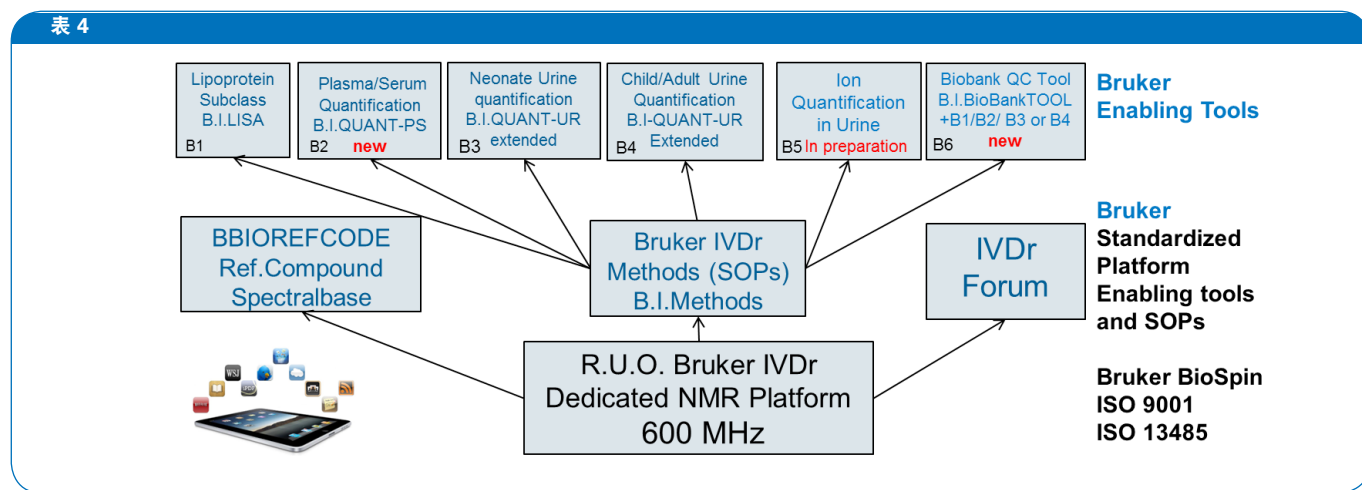 表 4
Lipoprotein
Subclass
B.I.LISA
B1
Plasma/Serum
Quantification
B.I.QUANT-PS
B2 new
Neonate Urine
quantification
B.I.QUANT-UR
extended
B3
Child/Adult Urine
Quantification
B.I-QUANT-UR
Extended
B4
Ion
Quantification
in Urine
B5 In preparation
Biobank QC Tool
B.I.BioBankTOOL
+B1/B2/ B3 or B4
B6 new
Bruker
Enabling Tools
BBIOREFCODE
Ref.Compound
Spectralbase
Bruker IVDr
Methods (SOPs)
B.I.Methods
IVDr
Forum
Bruker
Standardized
Platform
Enabling tools
and SOPs
R.U.O. Bruker IVDr
Dedicated NMR Platform
600 MHz
Bruker BioSpin
ISO 9001
ISO 13485
WSJ